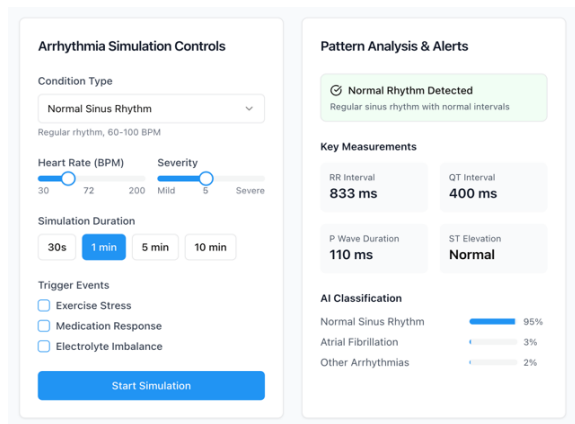 Arrhythmia Simulation Controls
Condition Type
Normal Sinus Rhythm
Regular rhythm, 60-100 BPM
Heart Rate (BPM)
30 72 200
Severity
Mild 5 Severe
Simulation Duration
30s 1 min 5 min 10 min
Trigger Events
Exercise Stress
Medication Response
Electrolyte Imbalance
Start Simulation
Pattern Analysis & Alerts
Normal Rhythm Detected
Regular sinus rhythm with normal intervals
Key Measurements
RR Interval
833 ms
QT Interval
400 ms
P Wave Duration
110 ms
ST Elevation
Normal
AI Classification
Normal Sinus Rhythm 95%
Atrial Fibrillation 3%
Other Arrhythmias 2%